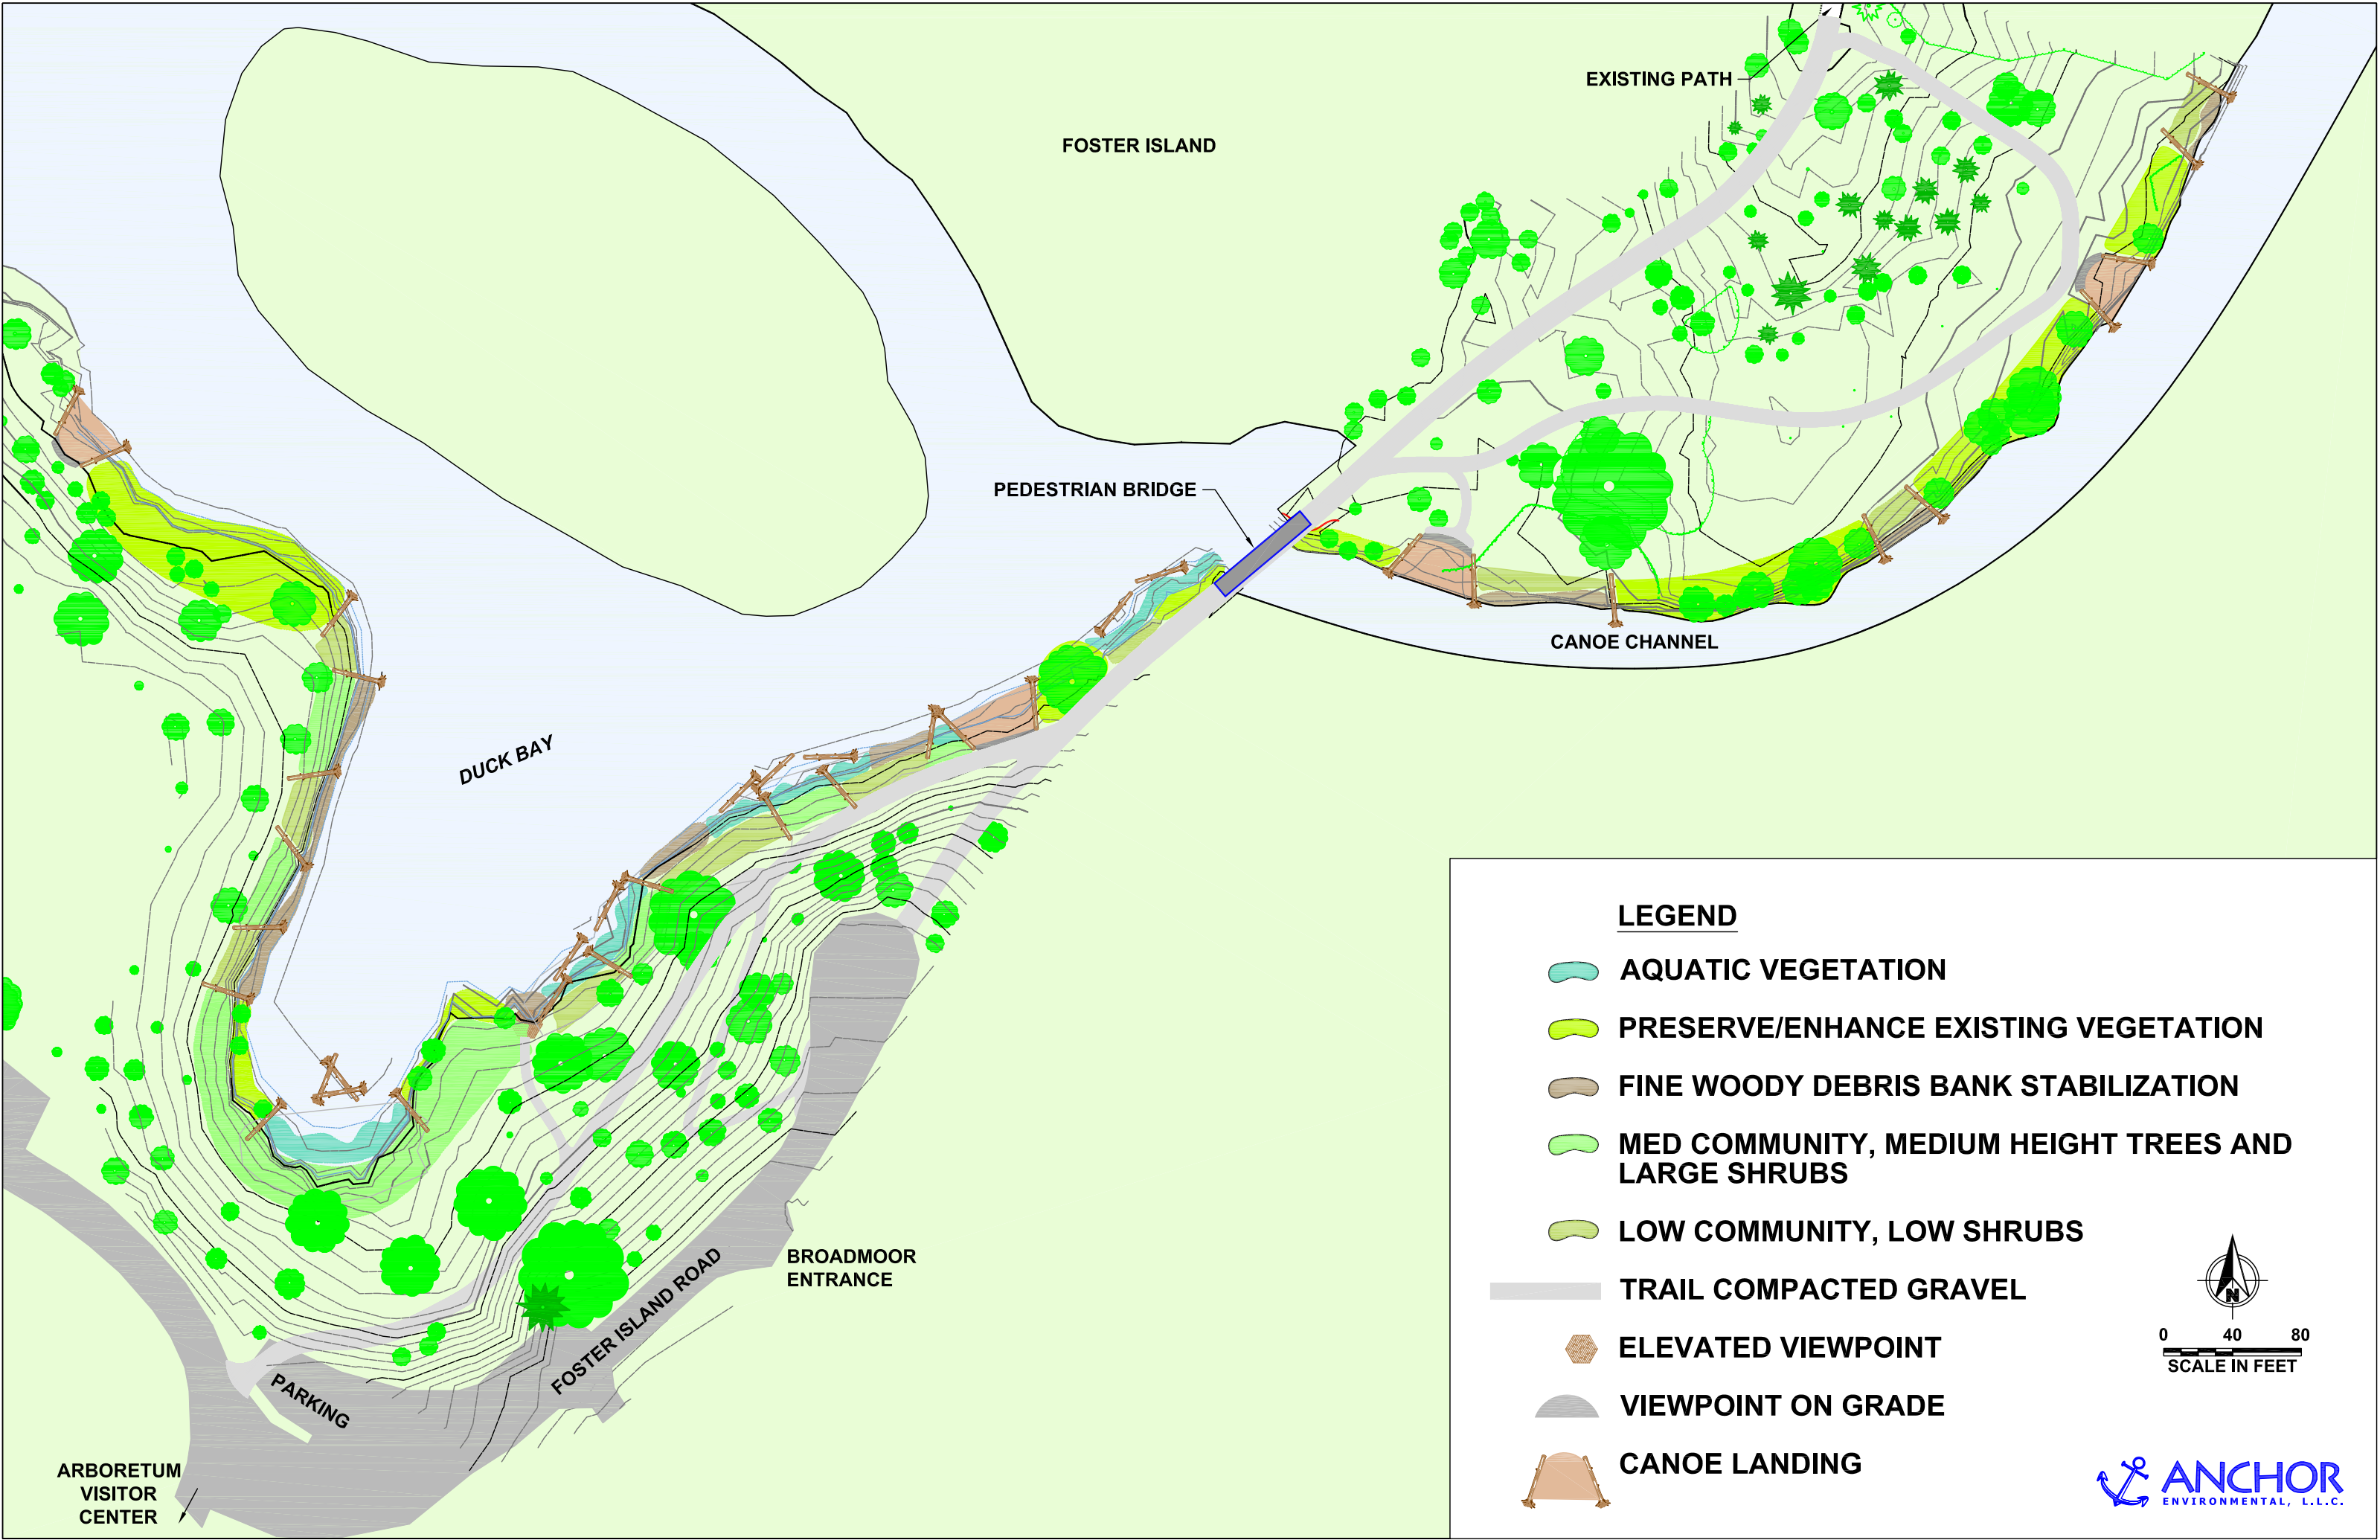 EXISTING PATH
FOSTER ISLAND
PEDESTRIAN BRIDGE
CANOE CHANNEL
DUCK BAY
BROADMOOR
ENTRANCE
FOSTER ISLAND ROAD
PARKING
ARBORETUM
VISITOR
CENTER
LEGEND
AQUATIC VEGETATION
PRESERVE/ENHANCE EXISTING VEGETATION
FINE WOODY DEBRIS BANK STABILIZATION
MED COMMUNITY, MEDIUM HEIGHT TREES AND
LARGE SHRUBS
LOW COMMUNITY, LOW SHRUBS
TRAIL COMPACTED GRAVEL
ELEVATED VIEWPOINT
VIEWPOINT ON GRADE
CANOE LANDING
N
0 40 80
SCALE IN FEET
ANCHOR
ENVIRONMENTAL, L.L.C.